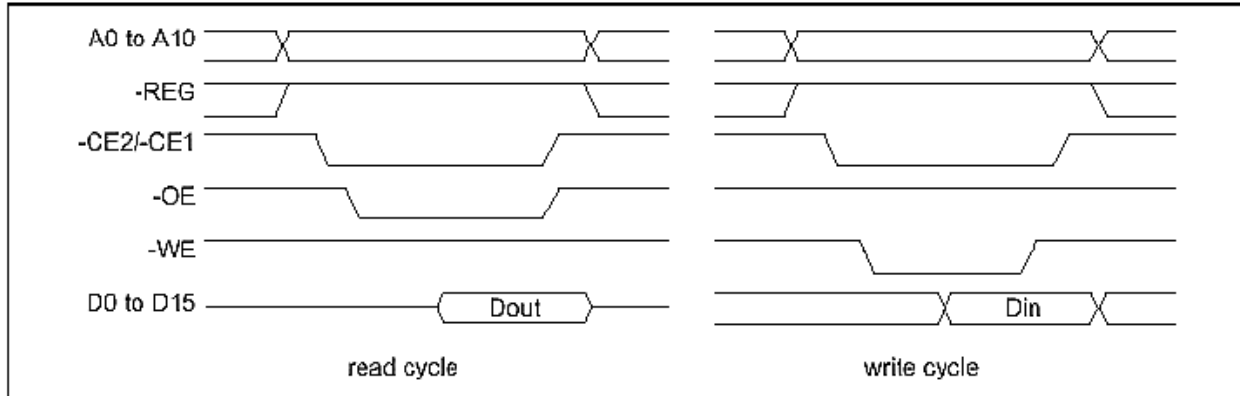 A0 to A10
-REG
-CE2/-CE1
-OE
-WE
D0 to D15
Dout
Din
read cycle
write cycle